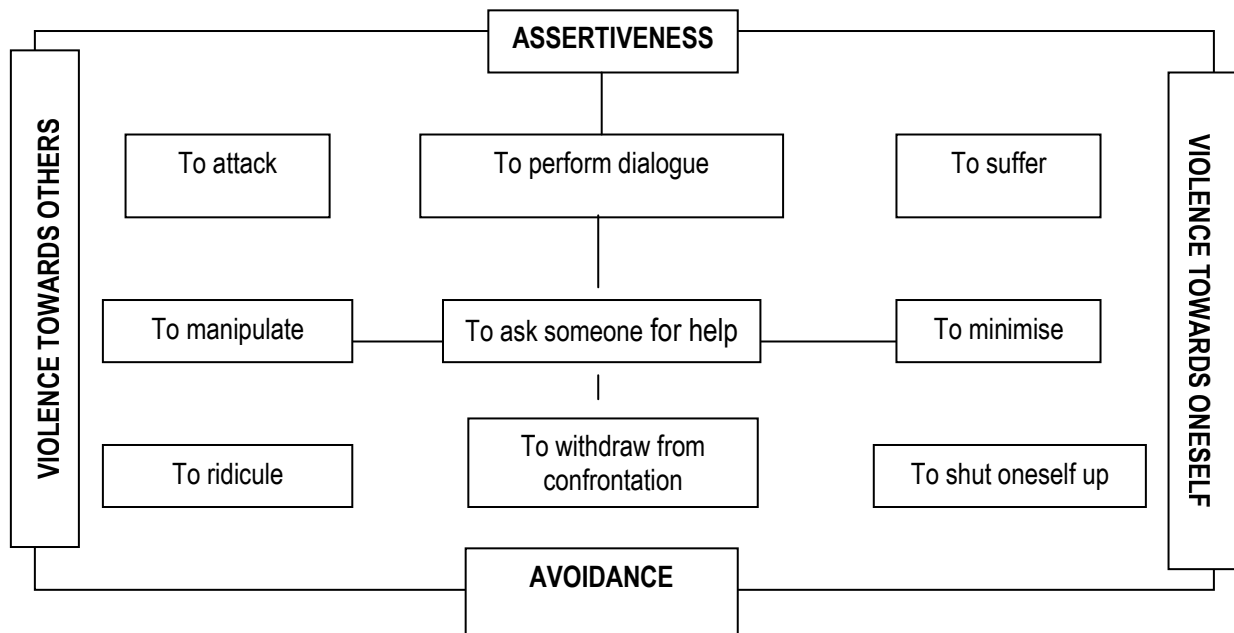 ASSERTIVENESS
VIOLENCE TOWARDS OTHERS
To attack
To perform dialogue
To suffer
VIOLENCE TOWARDS ONESELF
To manipulate
To ask someone for help
To minimise
To ridicule
To withdraw from
confrontation
To shut oneself up
AVOIDANCE